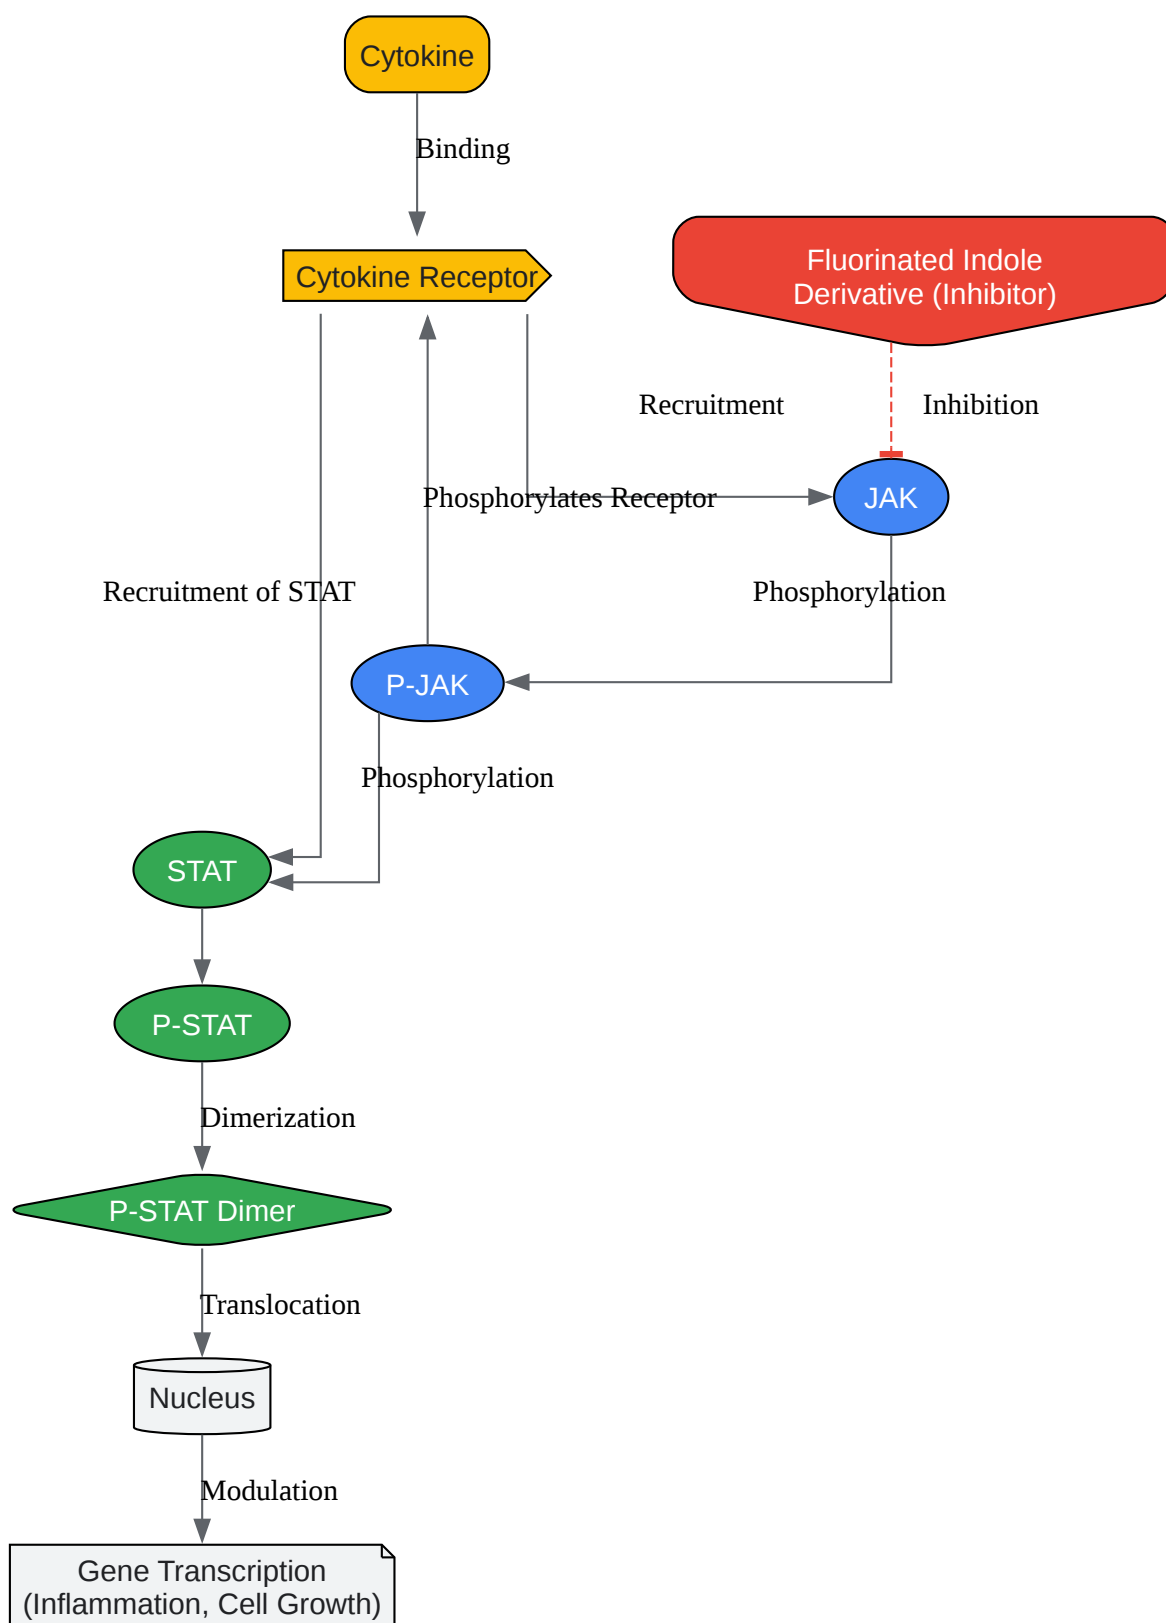 Cytokine
Binding
Cytokine Receptor
Fluorinated Indole
Derivative (Inhibitor)
Recruitment
Inhibition
Phosphorylates Receptor
JAK
Recruitment of STAT
Phosphorylation
P-JAK
Phosphorylation
STAT
P-STAT
Dimerization
P-STAT Dimer
Translocation
Nucleus
Modulation
Gene Transcription
(Inflammation, Cell Growth)